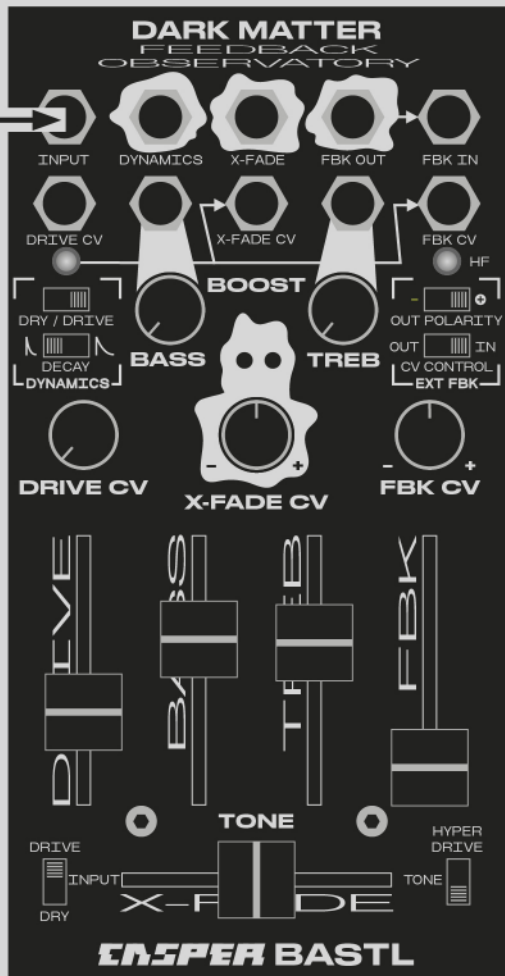 DARK MATTER
FEEDBACK
OBSERVATORY
INPUT DYNAMICS X-FADE FBK OUT FBK IN
DRIVE CV X-FADE CV FBK CV
HF
BOOST
DRY / DRIVE
- +
OUT POLARITY
BASS TREB
OUT IN
DECAY
CV CONTROL
DYNAMICS
EXT FBK
- +
- +
DRIVE CV X-FADE CV FBK CV
BASS TREB FBK
TONE
DRIVE
HYPER
DRIVE
INPUT
TONE
DRY
CASPER BASTL